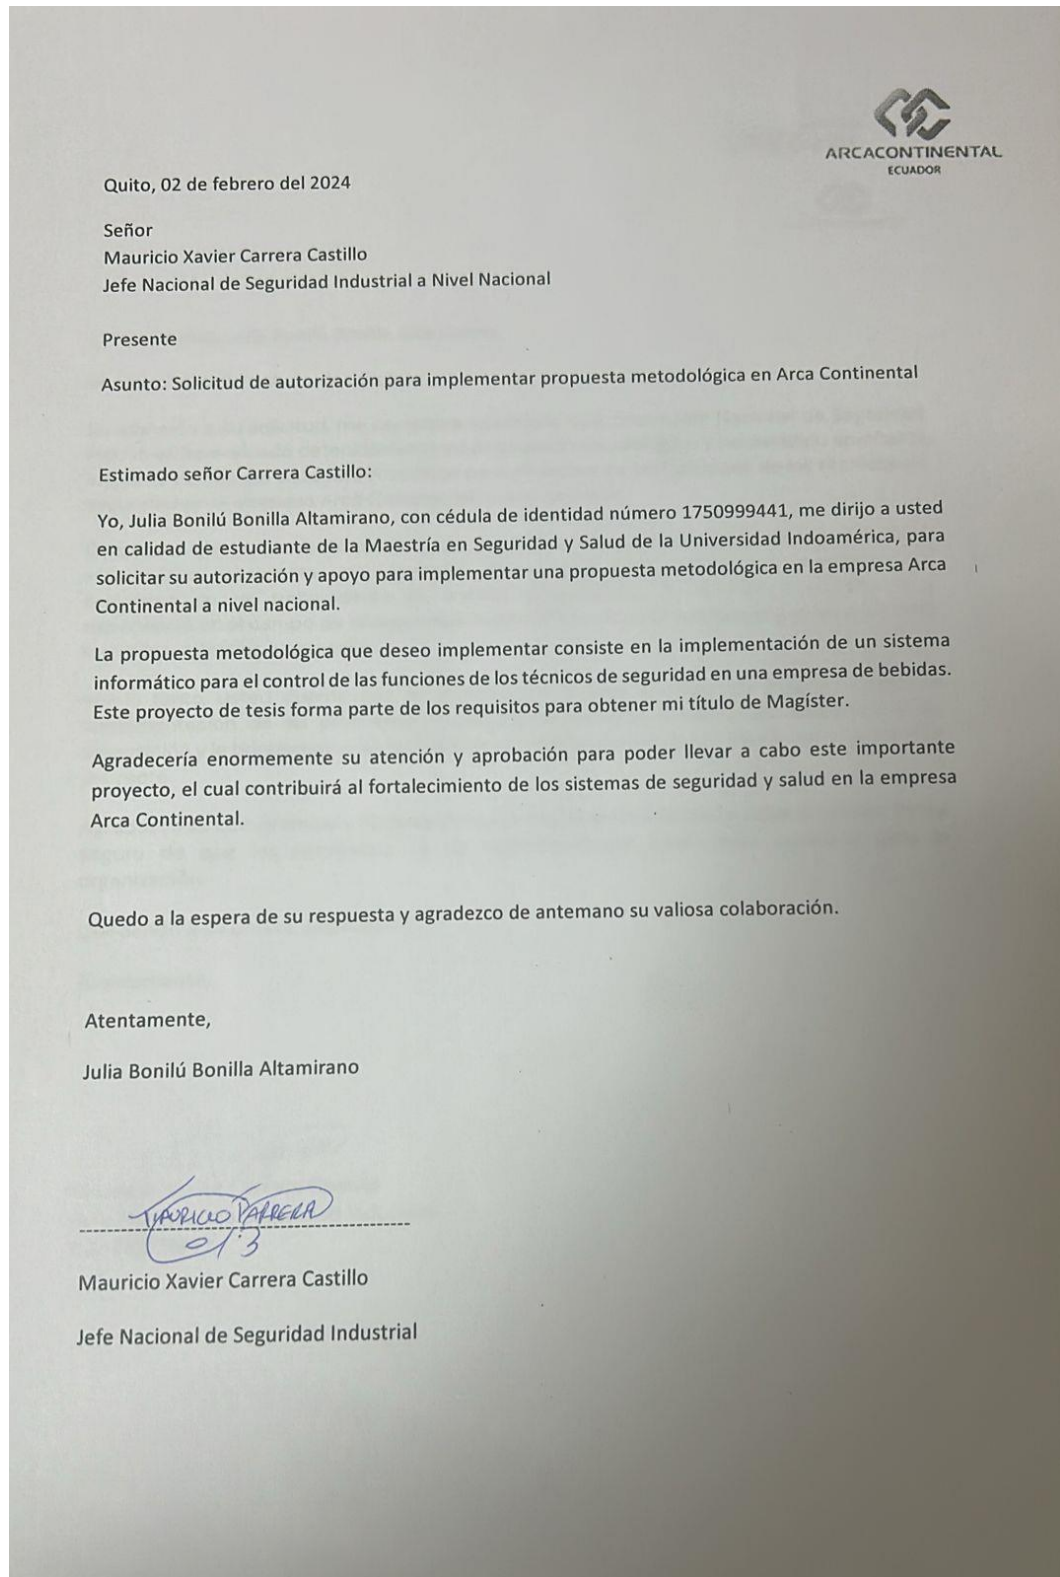 ARCACONTINENTAL
ECUADOR
Quito, 02 de febrero del 2024
Señor
Mauricio Xavier Carrera Castillo
Jefe Nacional de Seguridad Industrial a Nivel Nacional
Presente
Asunto: Solicitud de autorización para implementar propuesta metodológica en Arca Continental
Estimado señor Carrera Castillo:
Yo, Julia Bonilú Bonilla Altamirano, con cédula de identidad número 1750999441, me dirijo a usted
en calidad de estudiante de la Maestría en Seguridad y Salud de la Universidad Indoamérica, para
solicitar su autorización y apoyo para implementar una propuesta metodológica en la empresa Arca
Continental a nivel nacional.
La propuesta metodológica que deseo implementar consiste en la implementación de un sistema
informático para el control de las funciones de los técnicos de seguridad en una empresa de bebidas.
Este proyecto de tesis forma parte de los requisitos para obtener mi título de Magíster.
Agradecería enormemente su atención y aprobación para poder llevar a cabo este importante
proyecto, el cual contribuirá al fortalecimiento de los sistemas de seguridad y salud en la empresa
Arca Continental.
Quedo a la espera de su respuesta y agradezco de antemano su valiosa colaboración.
Atentamente,
Julia Bonilú Bonilla Altamirano
Mauricio Xavier Carrera Castillo
Jefe Nacional de Seguridad Industrial